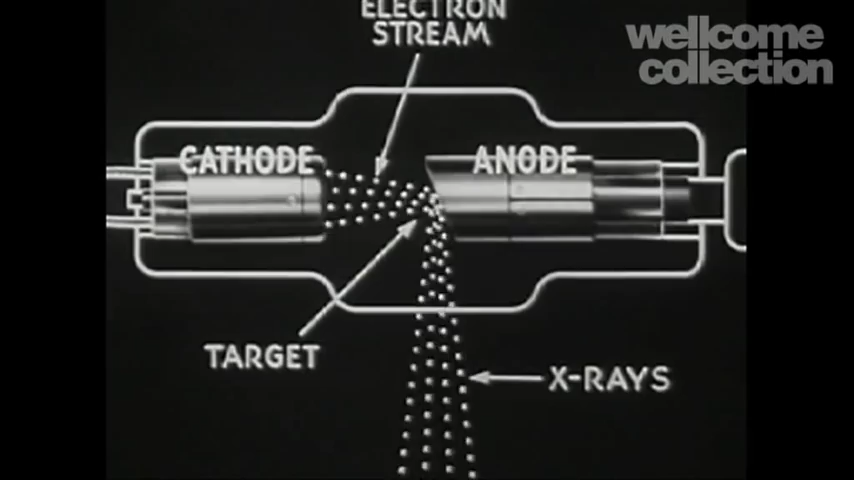 ELECTRON
STREAM
wellcome
collection
CATHODE
ANODE
TARGET
X-RAYS